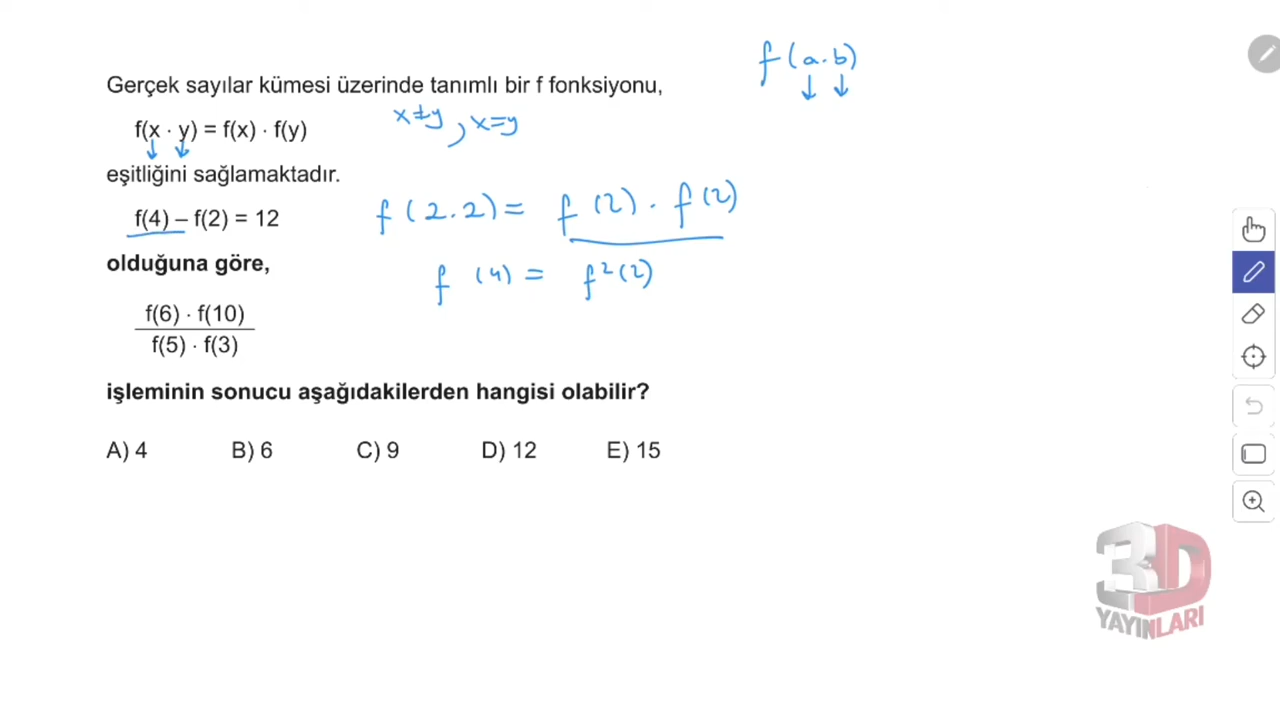 f(a.b)
Gerçek sayılar kümesi üzerinde tanımlı bir f fonksiyonu,
x≠y, x=y
f(x · y) = f(x) · f(y)
eşitliğini sağlamaktadır.
f(2.2) = f(2) . f(2)
f(4) – f(2) = 12
f(4) = f²(2)
olduğuna göre,
f(6) · f(10)
f(5) · f(3)
işleminin sonucu aşağıdakilerden hangisi olabilir?
A) 4 B) 6 C) 9 D) 12 E) 15
3D
YAYINLARI